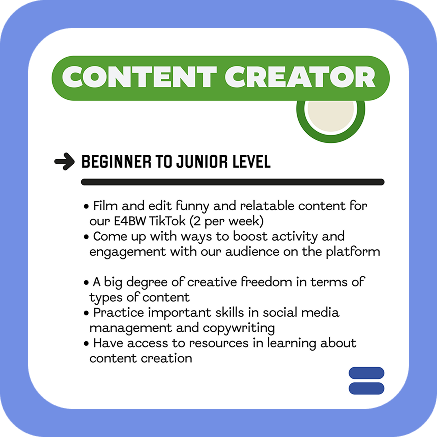 CONTENT CREATOR
BEGINNER TO JUNIOR LEVEL
• Film and edit funny and relatable content for
our E4BW TikTok (2 per week)
• Come up with ways to boost activity and
engagement with our audience on the platform
• A big degree of creative freedom in terms of
types of content
• Practice important skills in social media
management and copywriting
• Have access to resources in learning about
content creation